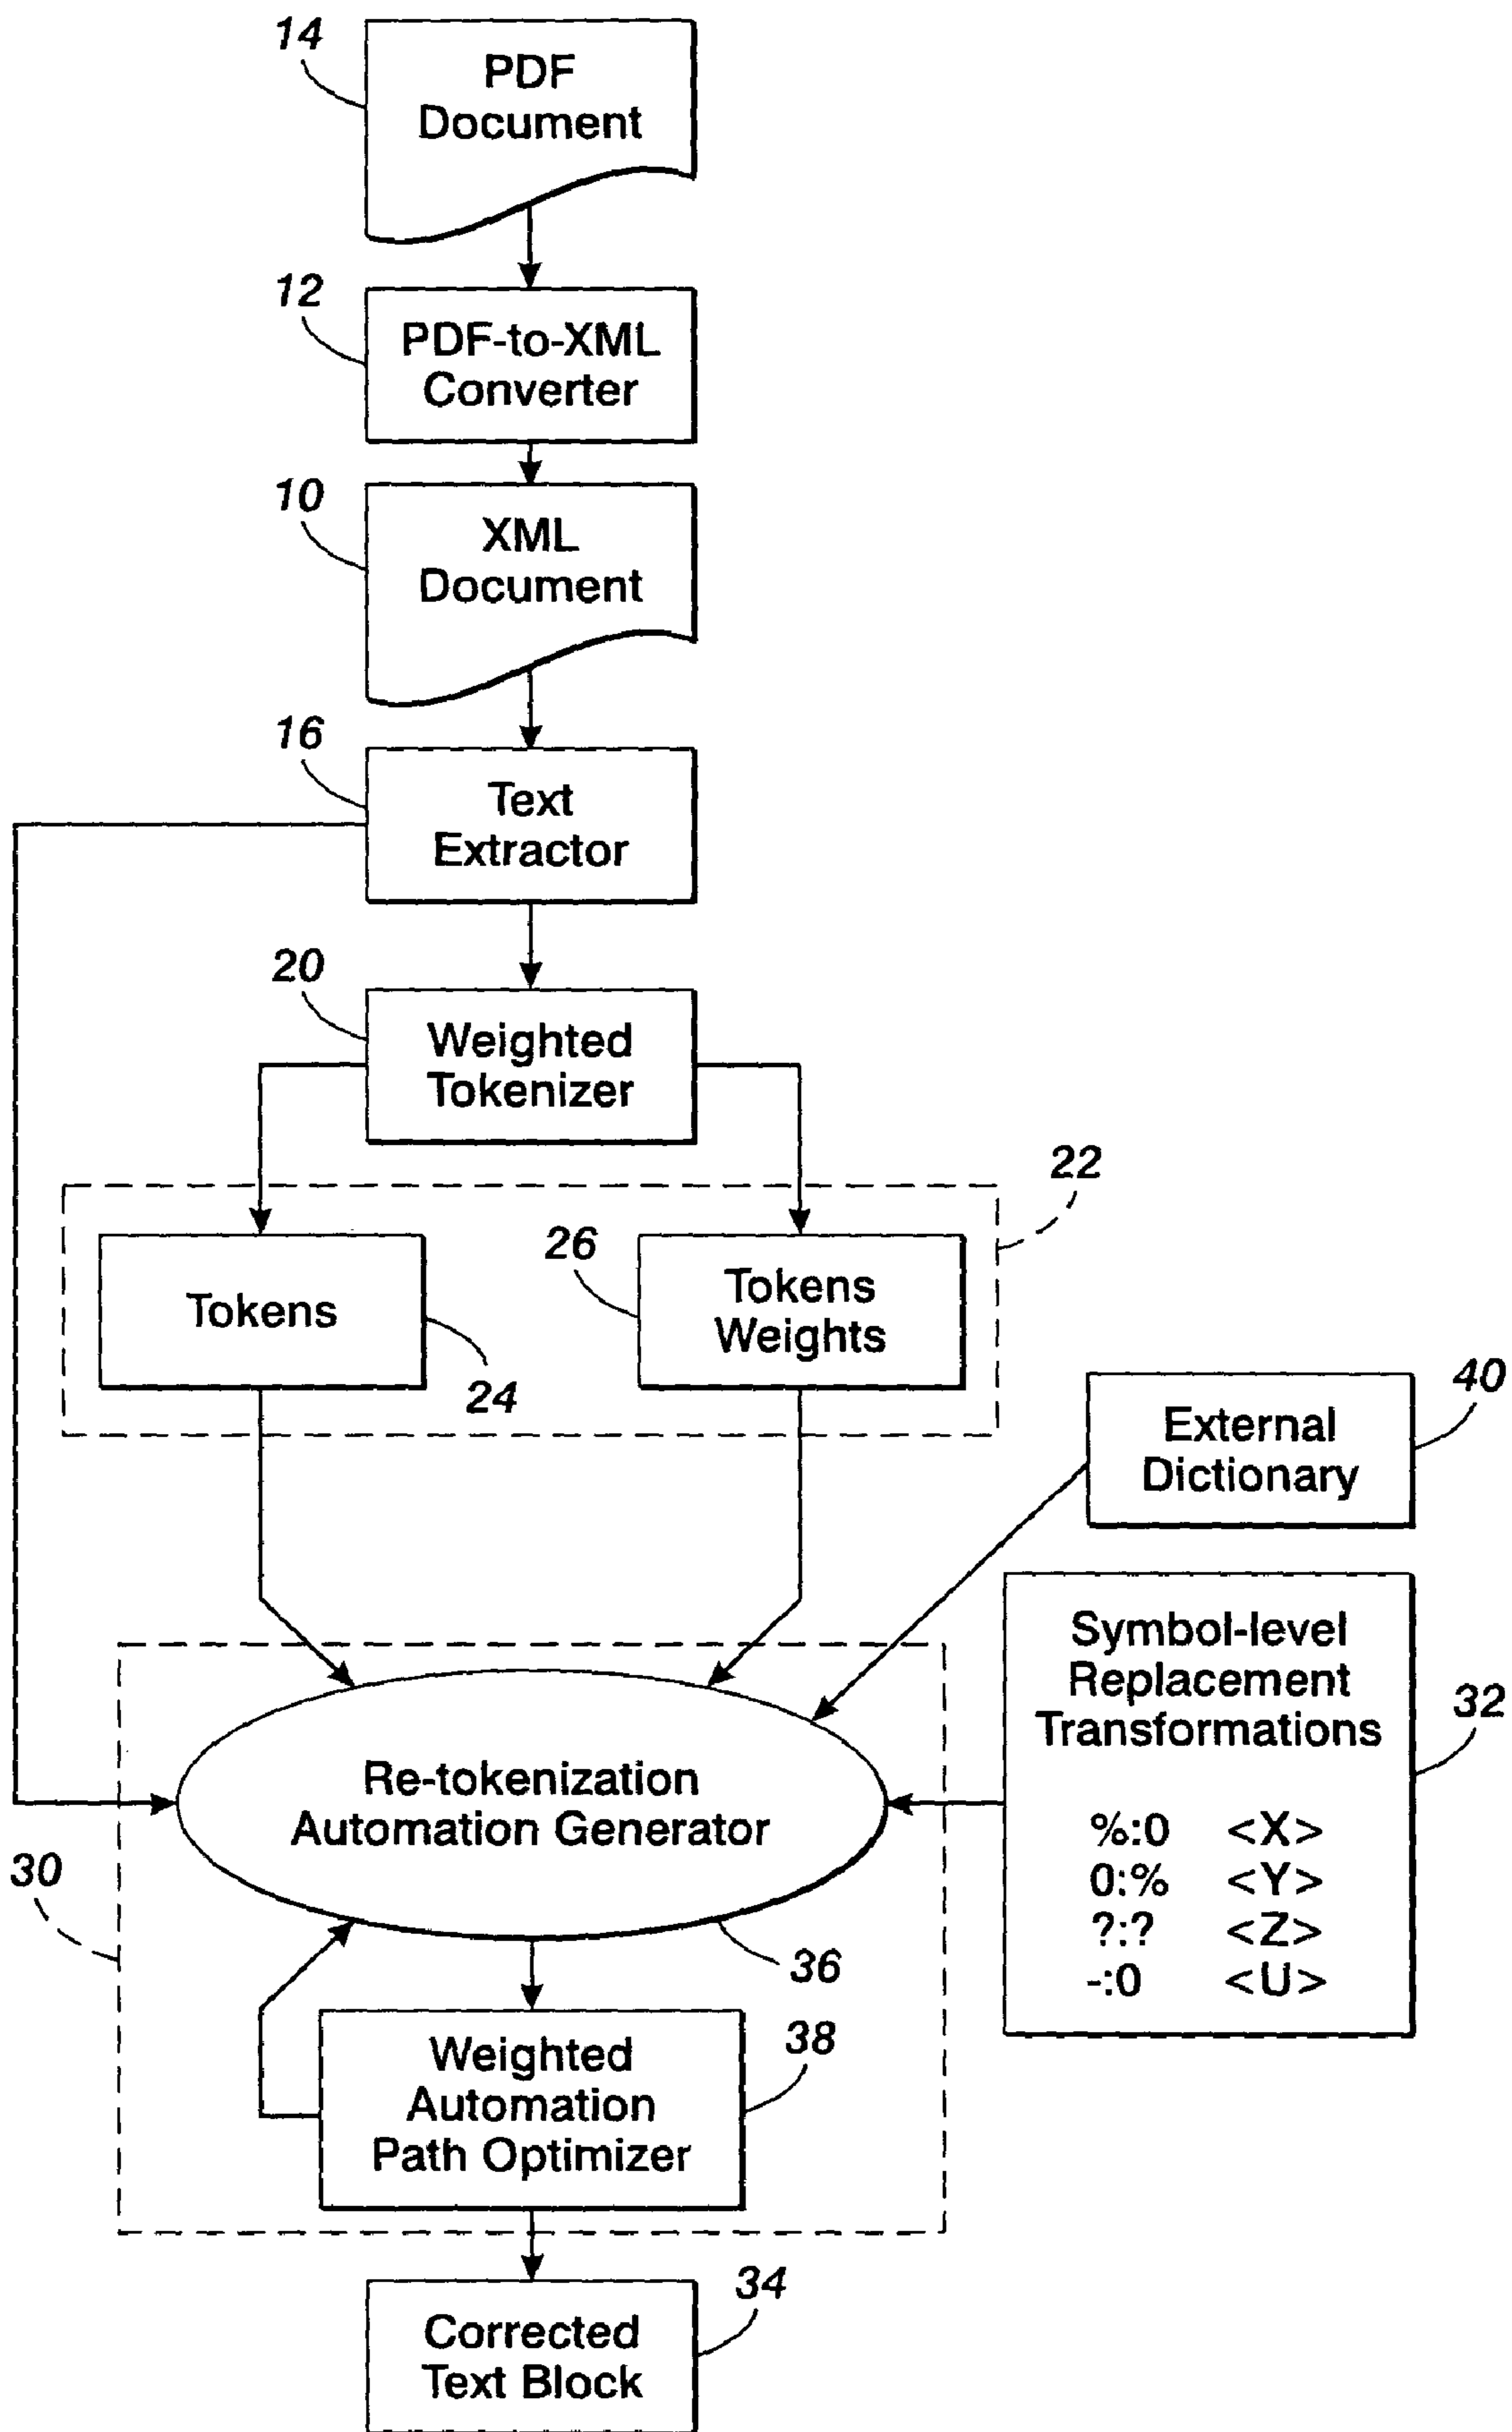 14
PDF
Document
12
PDF-to-XML
Converter
10
XML
Document
16
Text
Extractor
20
Weighted
Tokenizer
22
Tokens
24
26
Tokens
Weights
40
External
Dictionary
Symbol-level
Replacement
Transformations
%:0 <X>
0:% <Y>
?:? <Z>
-:0 <U>
32
Re-tokenization
Automation Generator
30
36
Weighted
Automation
Path Optimizer
38
34
Corrected
Text Block